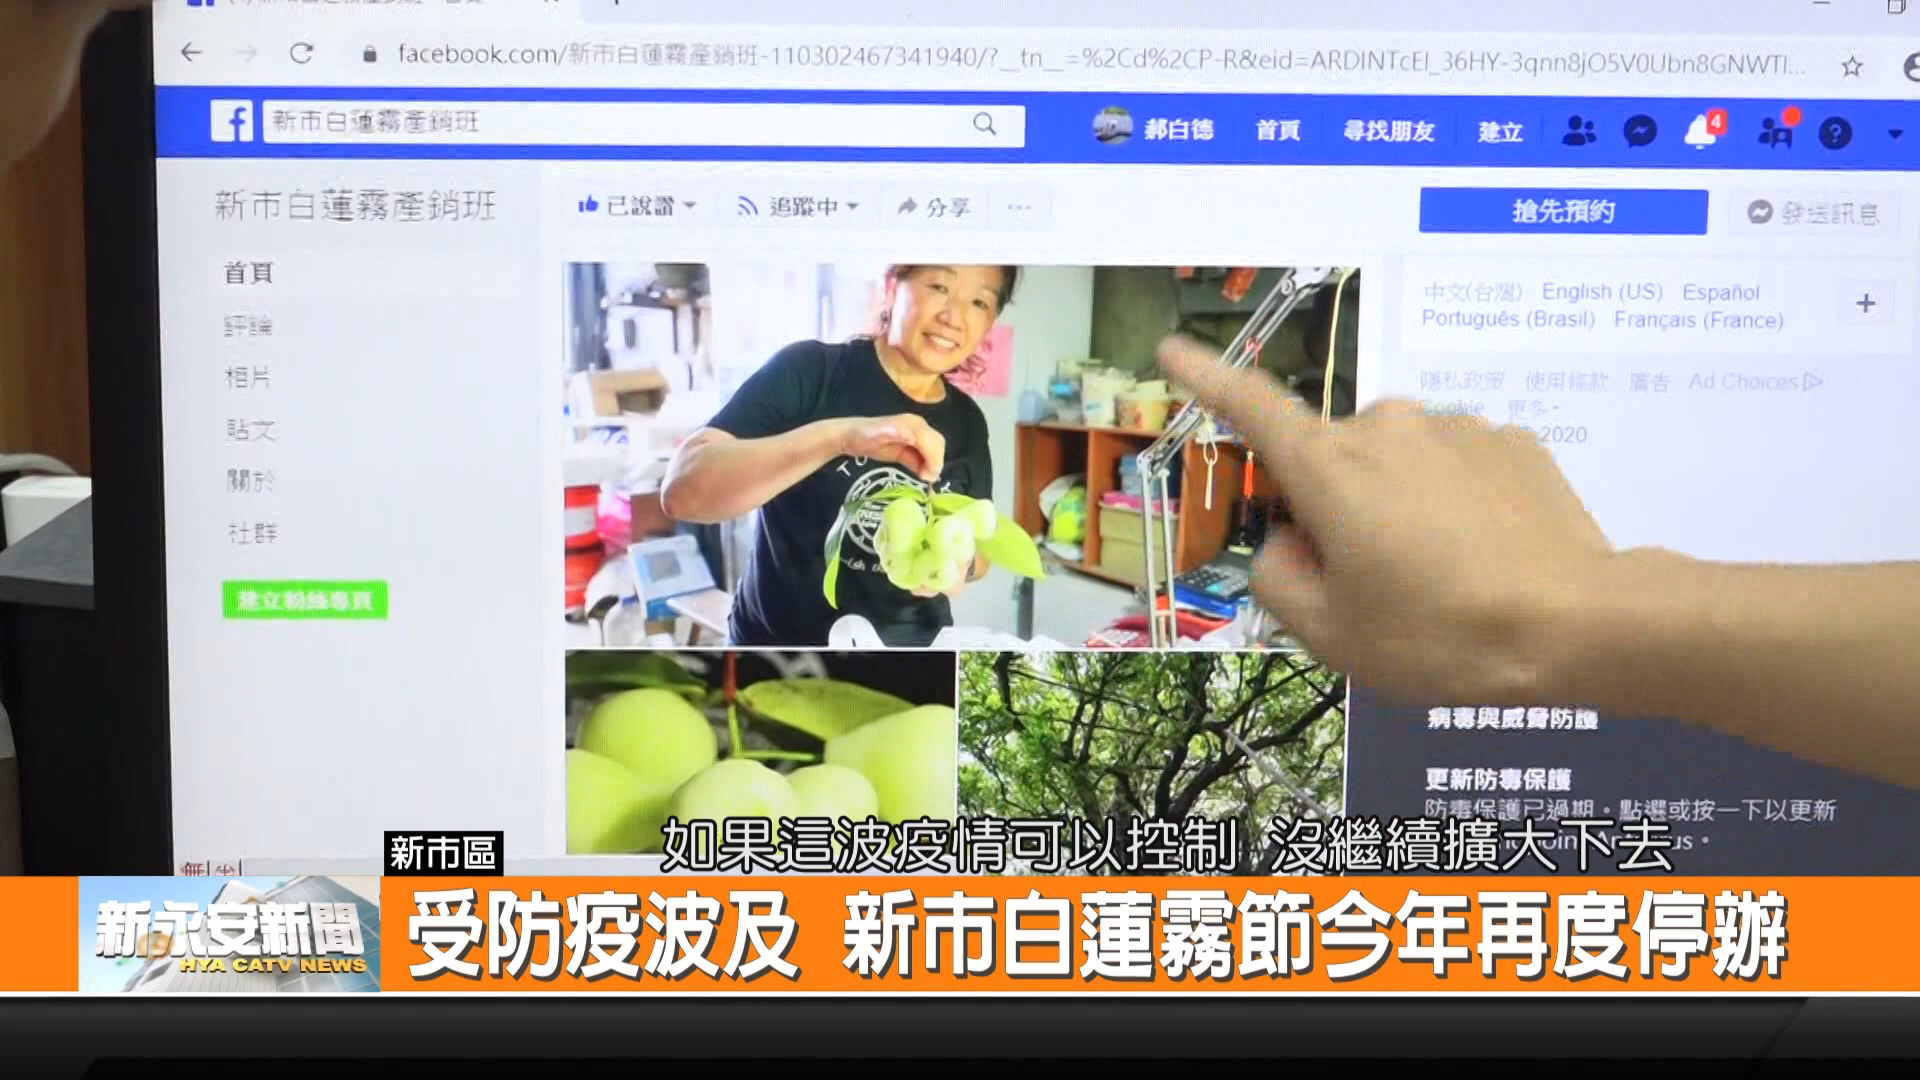 facebook.com/新市白蓮霧產銷班-110302467341940/?__tn__=%2Cd%2CP-R&eid=ARDINTcEI_36HY-3qnn8jO5V0Ubn8GNWTI...
新市白蓮霧產銷班
郝白德 首頁 尋找朋友 建立 4
新市白蓮霧產銷班
已說讚 追蹤中 分享 ...
搶先預約 發送訊息
首頁
評論
相片
貼文
關於
社群
建立粉絲專頁
中文(台灣) English (US) Español
Português (Brasil) Français (France)
隱私政策 使用條款 廣告 Ad Choices
Cookie 更多
2020
病毒與威脅防護
更新防毒保護
防毒保護已過期。點選或按一下以更新
新市區
如果這波疫情可以控制 沒繼續擴大下去
新永安新聞
HYA CATV NEWS
受防疫波及 新市白蓮霧節今年再度停辦